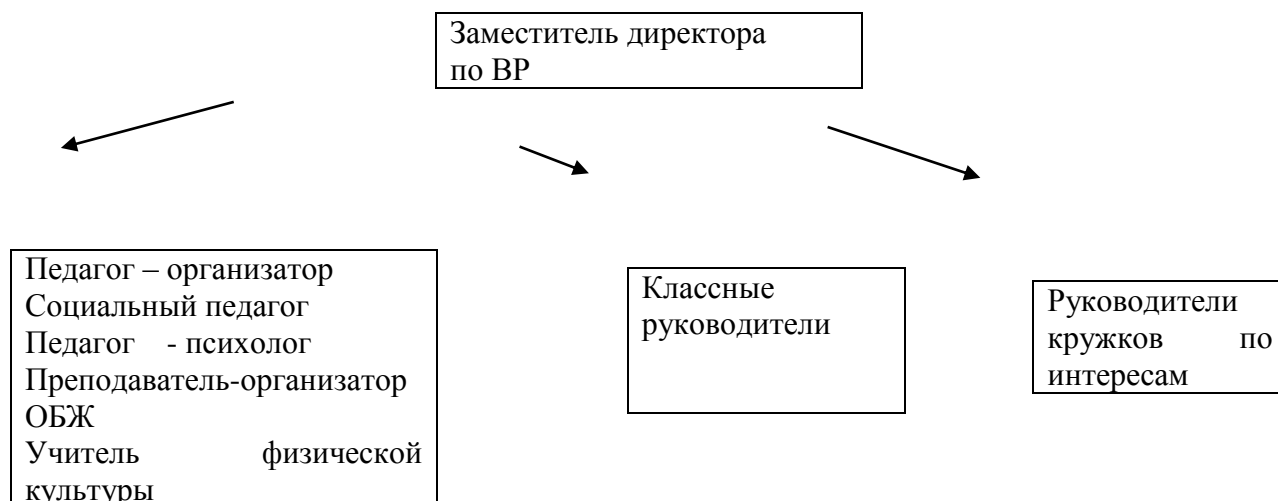 Заместитель директора
по ВР
Педагог – организатор
Социальный педагог
Педагог - психолог
Преподаватель-организатор
ОБЖ
Учитель физической
культуры
Классные
руководители
Руководители
кружков по
интересам